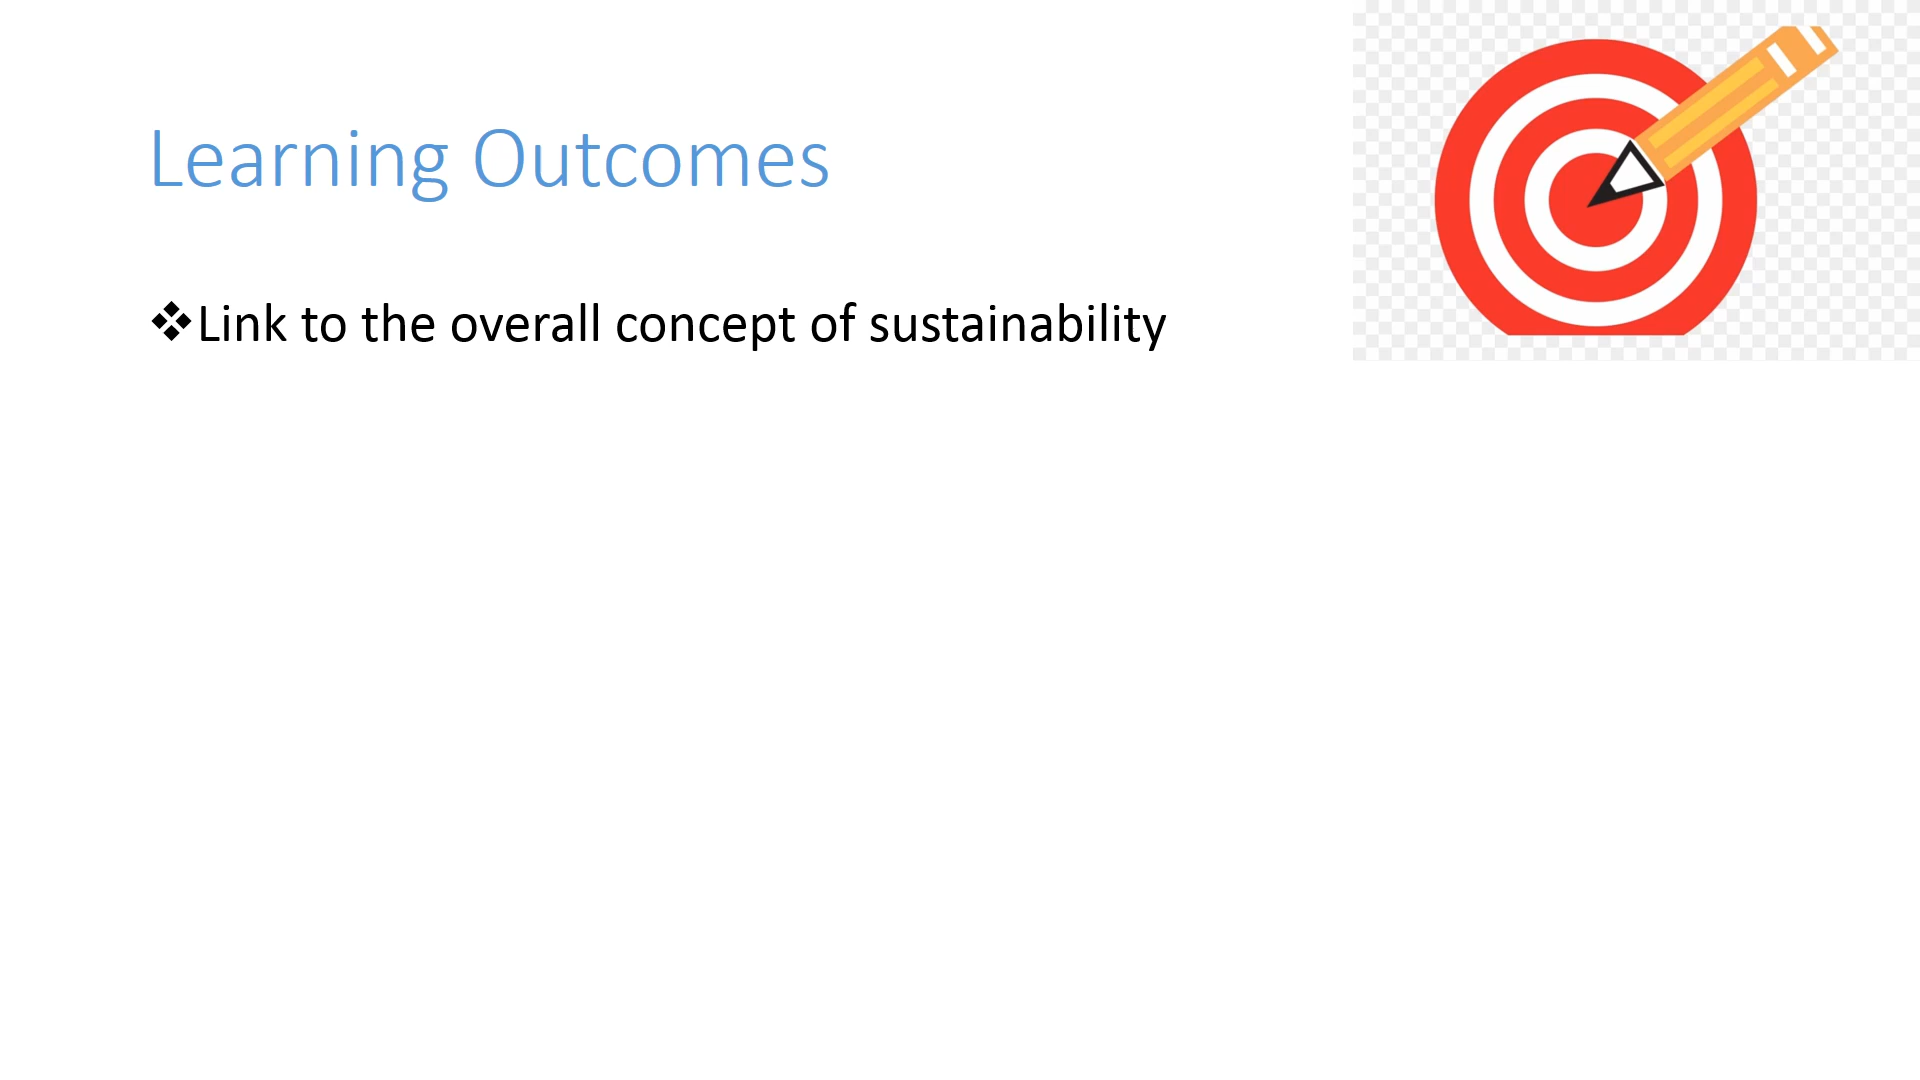 Learning Outcomes
❖Link to the overall concept of sustainability